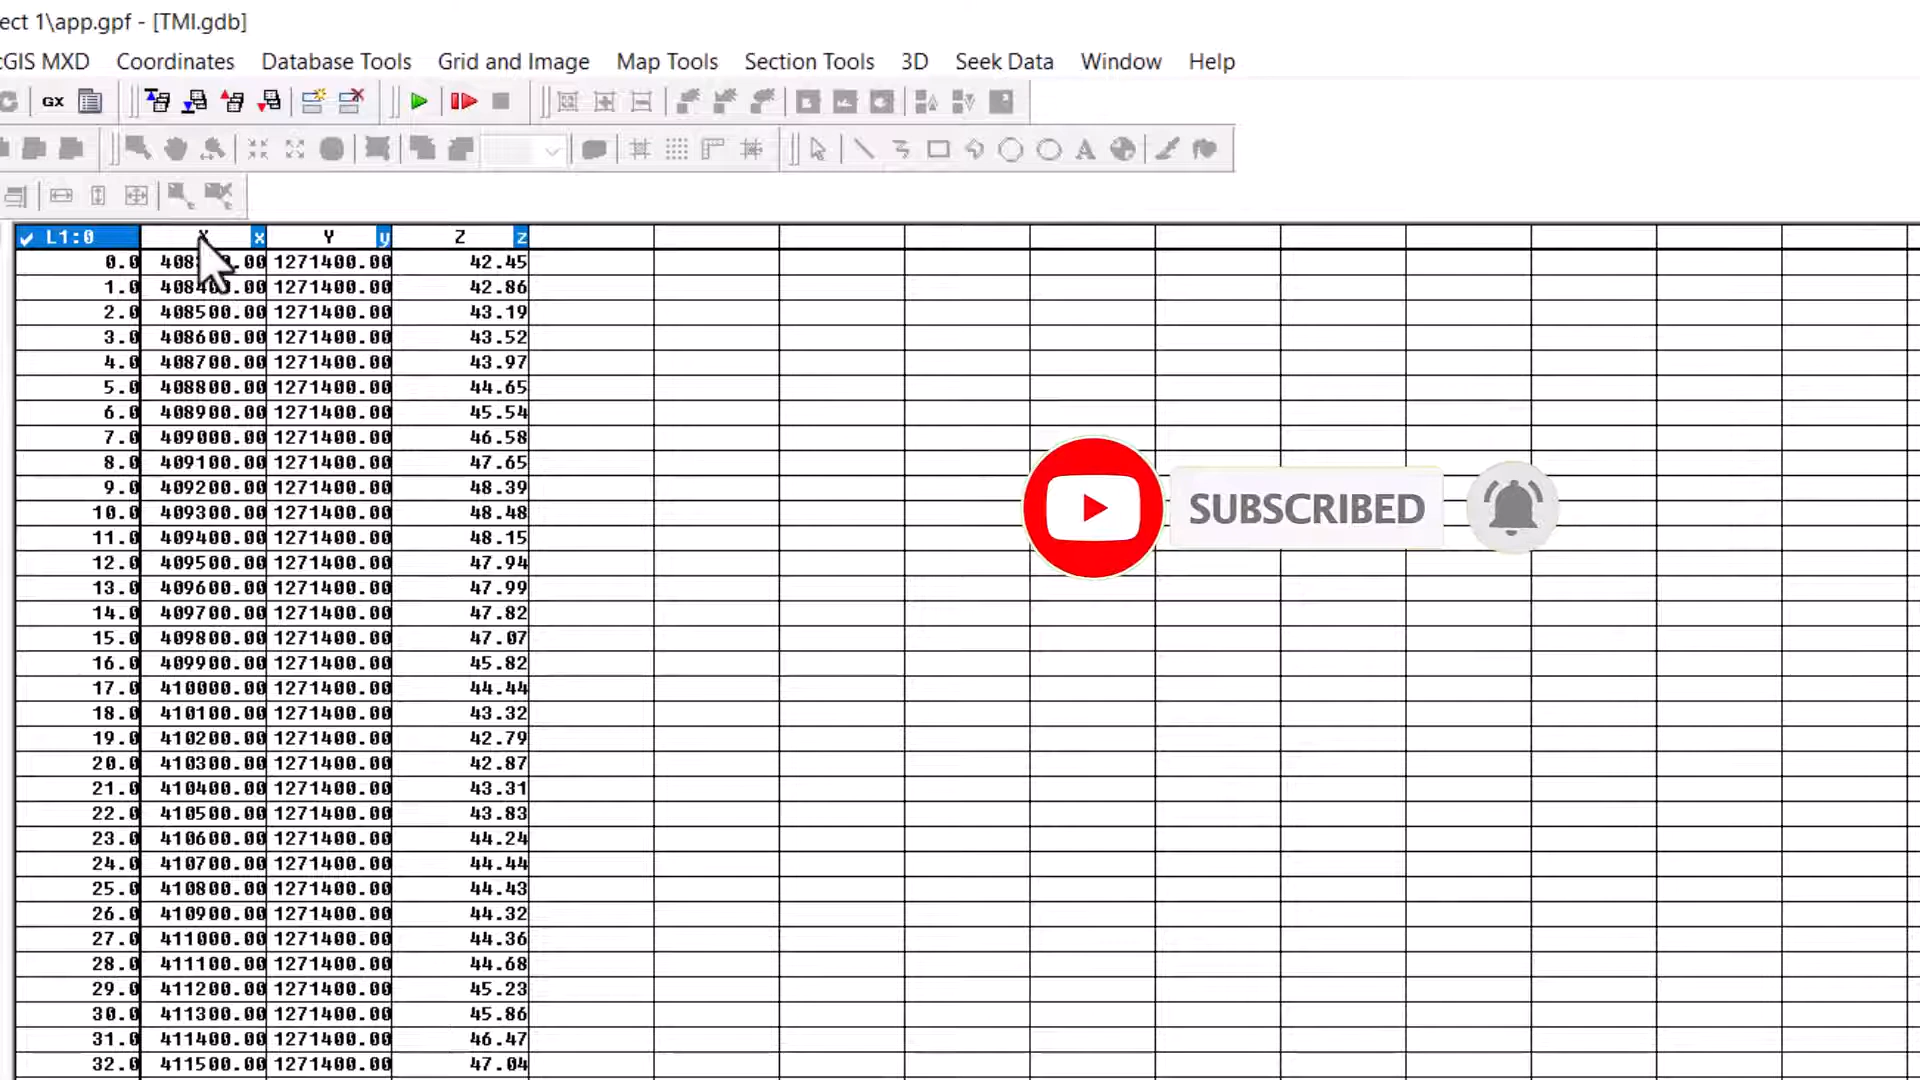 ect 1\app.gpf - [TMI.gdb]
cGIS MXD Coordinates Database Tools Grid and Image Map Tools Section Tools 3D Seek Data Window Help
GX
A
L1:0 X x Y y Z z
0.0 408300.00 1271400.00 42.45
1.0 408400.00 1271400.00 42.86
2.0 408500.00 1271400.00 43.19
3.0 408600.00 1271400.00 43.52
4.0 408700.00 1271400.00 43.97
5.0 408800.00 1271400.00 44.65
6.0 408900.00 1271400.00 45.54
7.0 409000.00 1271400.00 46.58
8.0 409100.00 1271400.00 47.65
9.0 409200.00 1271400.00 48.39
10.0 409300.00 1271400.00 48.48
11.0 409400.00 1271400.00 48.15
12.0 409500.00 1271400.00 47.94
13.0 409600.00 1271400.00 47.99
14.0 409700.00 1271400.00 47.82
15.0 409800.00 1271400.00 47.07
16.0 409900.00 1271400.00 45.82
17.0 410000.00 1271400.00 44.44
18.0 410100.00 1271400.00 43.32
19.0 410200.00 1271400.00 42.79
20.0 410300.00 1271400.00 42.87
21.0 410400.00 1271400.00 43.31
22.0 410500.00 1271400.00 43.83
23.0 410600.00 1271400.00 44.24
24.0 410700.00 1271400.00 44.44
25.0 410800.00 1271400.00 44.43
26.0 410900.00 1271400.00 44.32
27.0 411000.00 1271400.00 44.36
28.0 411100.00 1271400.00 44.68
29.0 411200.00 1271400.00 45.23
30.0 411300.00 1271400.00 45.86
31.0 411400.00 1271400.00 46.47
32.0 411500.00 1271400.00 47.04
SUBSCRIBED